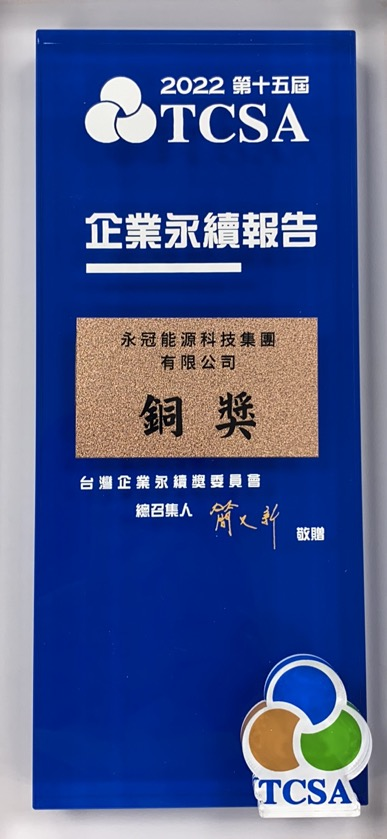 2022 第十五屆
TCSA
企業永續報告
永冠能源科技集團
有限公司
銅獎
台灣企業永續獎委員會
總召集人 簡又新
敬贈
TCSA